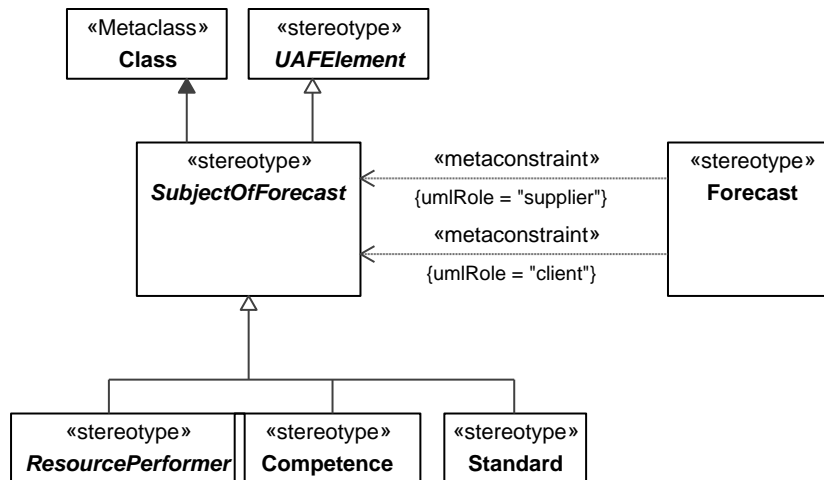 «Metaclass»
Class
«stereotype»
UAFElement
«stereotype»
SubjectOfForecast
«metaconstraint»
{umlRole = "supplier"}
«metaconstraint»
{umlRole = "client"}
«stereotype»
Forecast
«stereotype»
ResourcePerformer
«stereotype»
Competence
«stereotype»
Standard